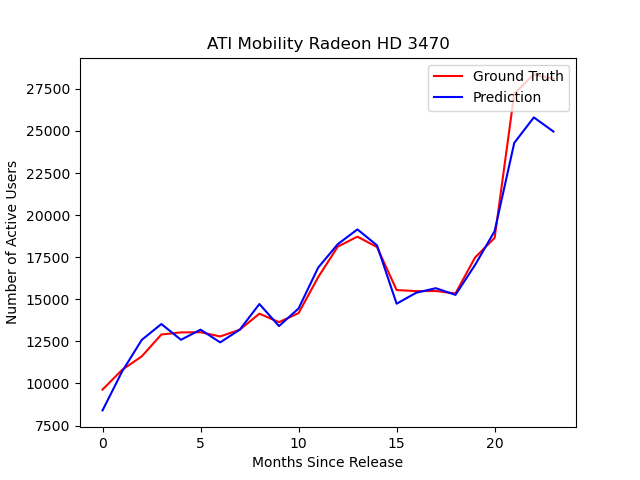 ATI Mobility Radeon HD 3470
Ground Truth
Prediction
27500
25000
22500
20000
17500
15000
12500
10000
7500
Number of Active Users
0 5 10 15 20
Months Since Release